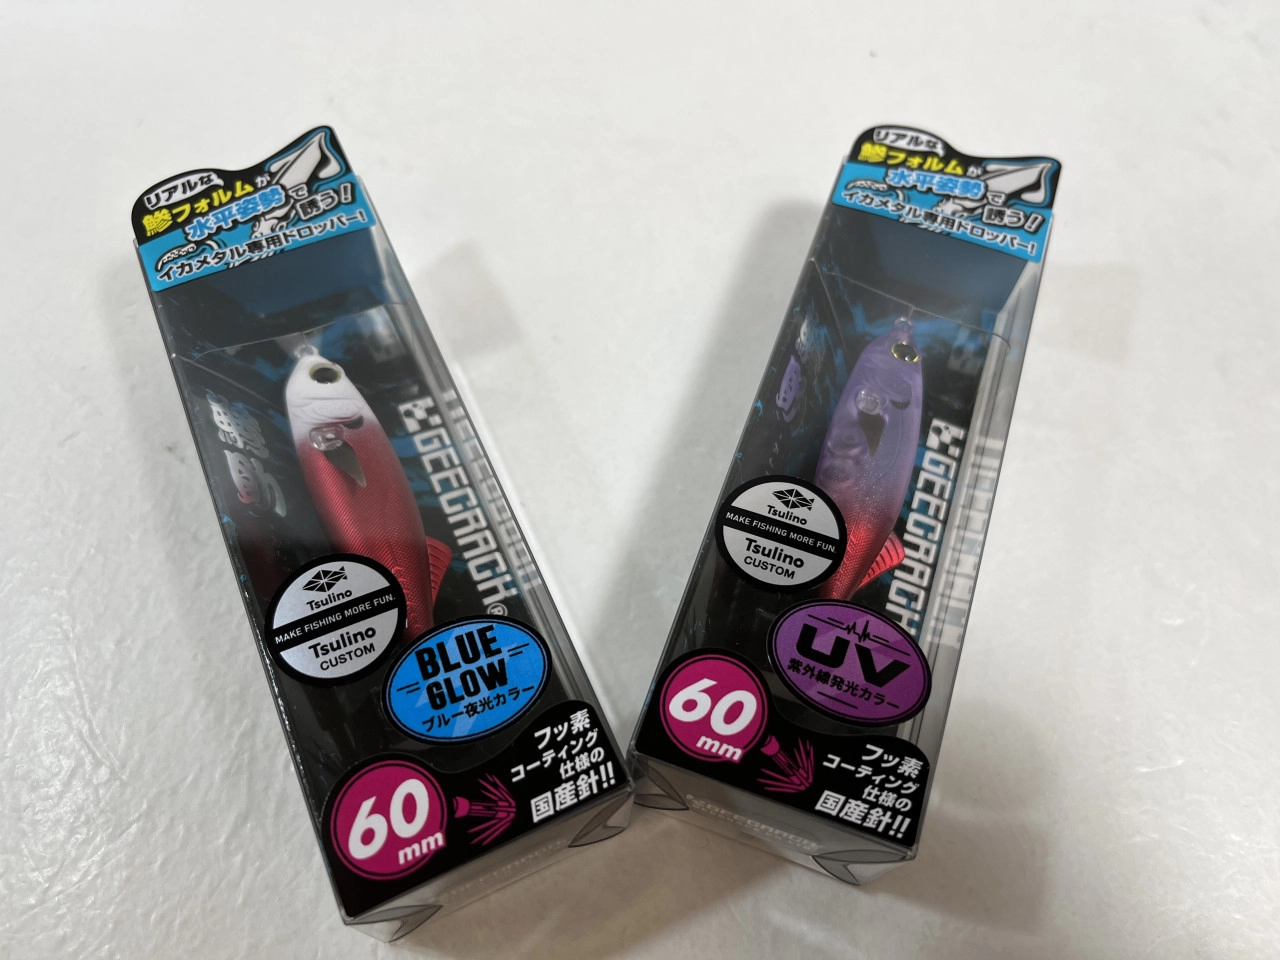 リアルな
鯵フォルムが
水平姿勢で
誘う!
イカメタル専用ドロッパー!
GEEGRACK®
Tsulino
MAKE FISHING MORE FUN.
Tsulino
CUSTOM
BLUE
GLOW
ブルー夜光カラー
60
mm
フッ素
コーティング
仕様の
国産針!!
リアルな
鯵フォルムが
水平姿勢で
誘う!
イカメタル専用ドロッパー!
GEEGRACK
Tsulino
MAKE FISHING MORE FUN.
Tsulino
CUSTOM
UV
紫外線発光カラー
60
mm
フッ素
コーティング
仕様の
国産針!!